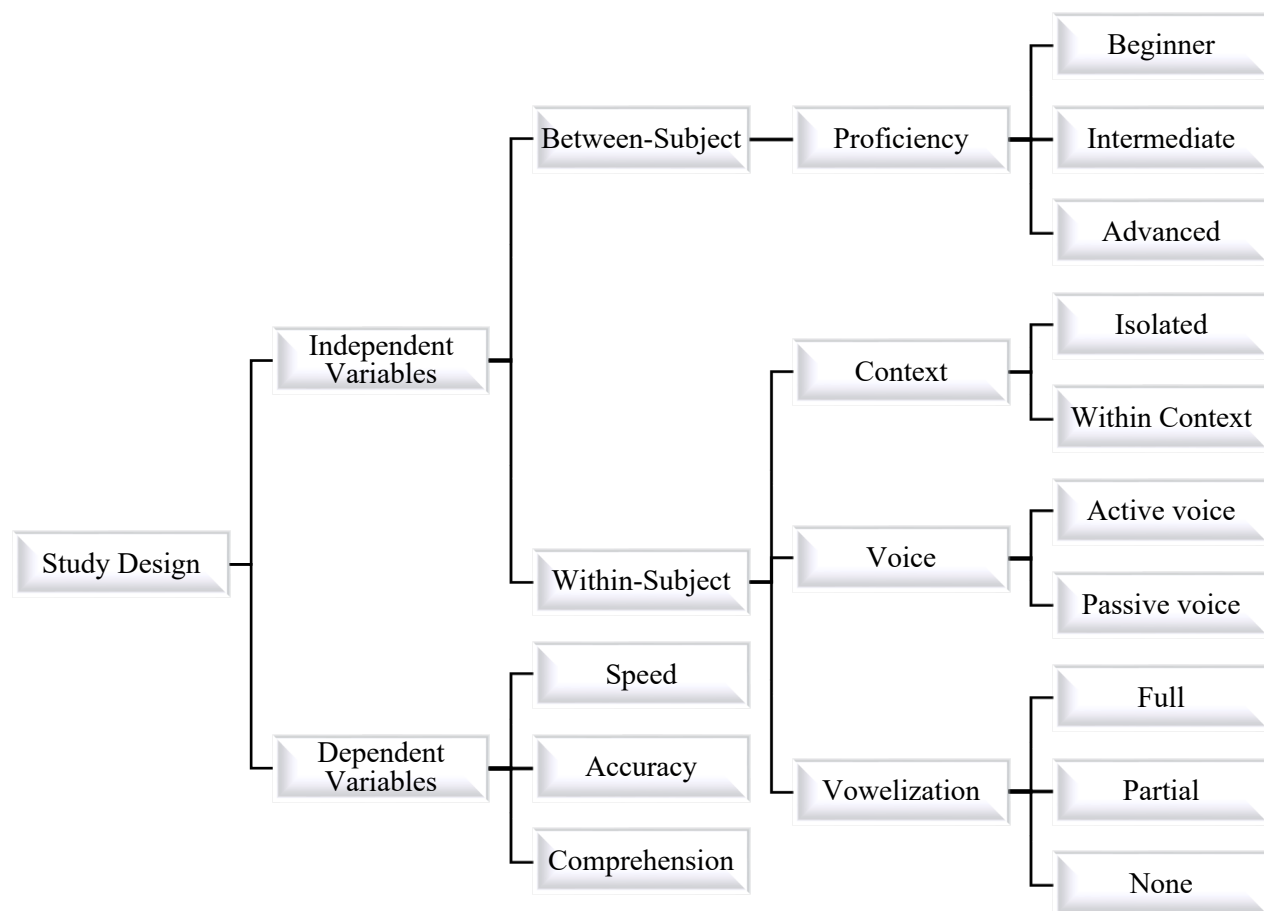 Study Design
Independent
Variables
Between-Subject
Proficiency
Beginner
Intermediate
Advanced
Within-Subject
Context
Isolated
Within Context
Voice
Active voice
Passive voice
Vowelization
Full
Partial
None
Dependent
Variables
Speed
Accuracy
Comprehension